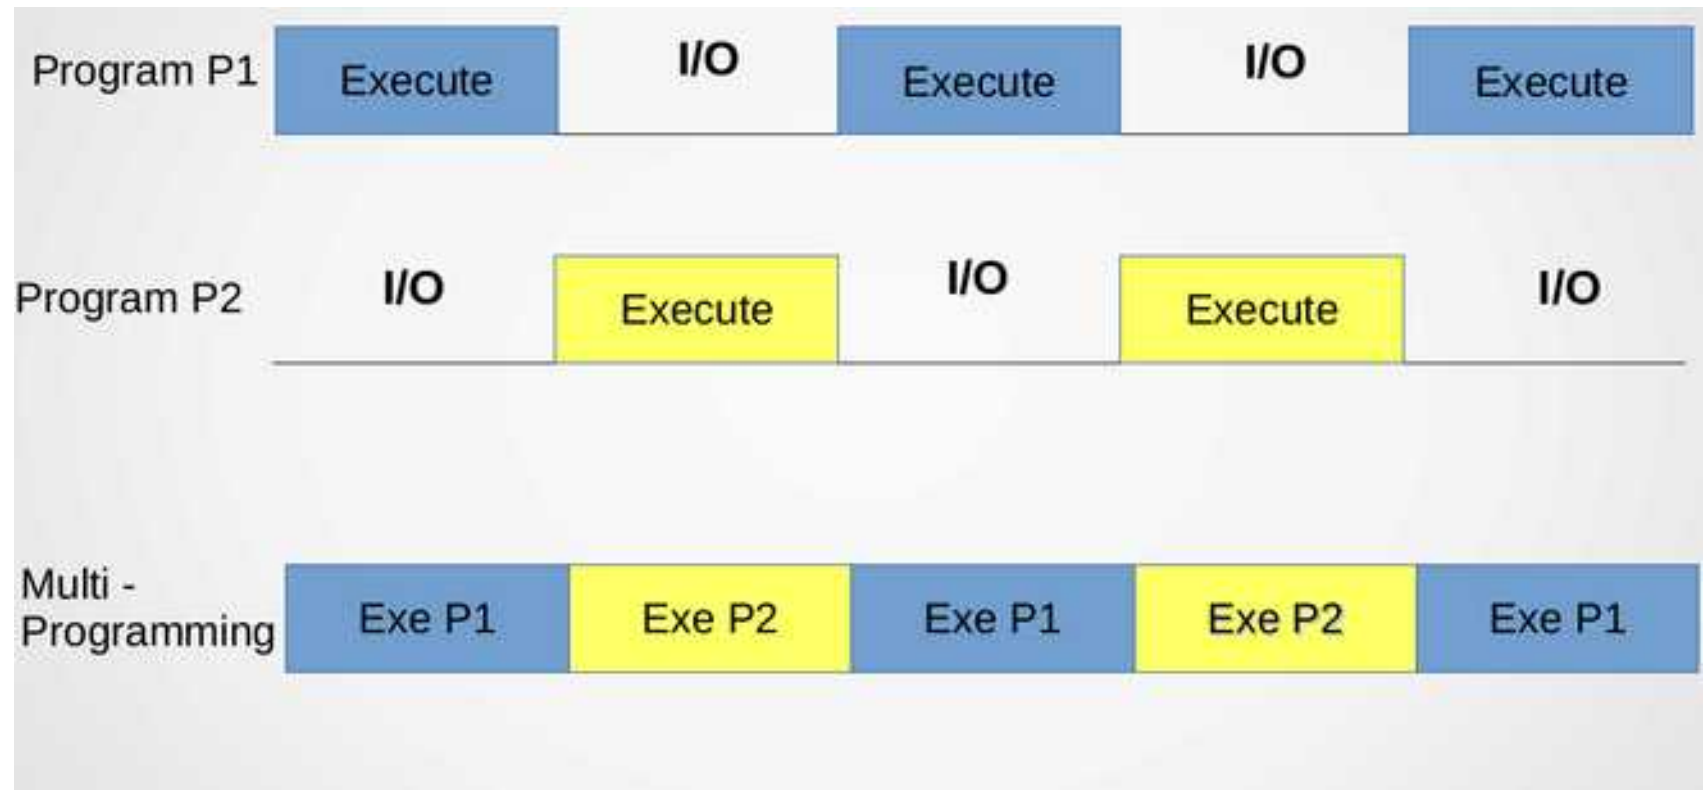 Program P1
Execute
I/O
Execute
I/O
Execute
Program P2
I/O
Execute
I/O
Execute
I/O
Multi -
Programming
Exe P1
Exe P2
Exe P1
Exe P2
Exe P1